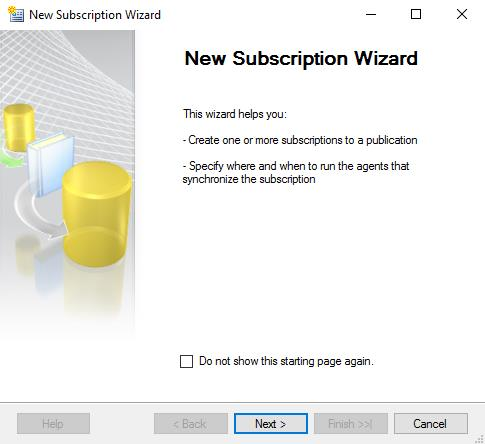 New Subscription Wizard
New Subscription Wizard
This wizard helps you:
- Create one or more subscriptions to a publication
- Specify where and when to run the agents that
synchronize the subscription
Do not show this starting page again.
Help
< Back
Next >
Finish >>|
Cancel